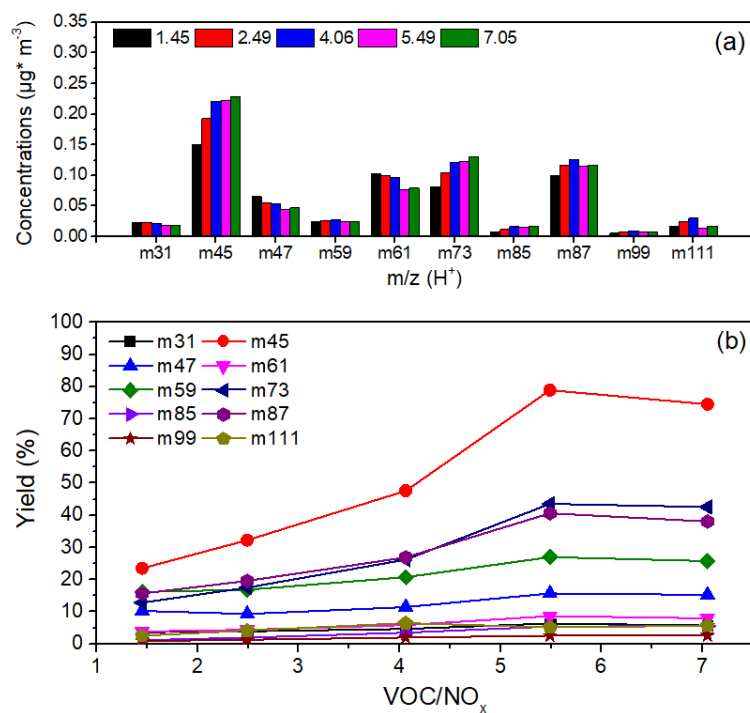 0.35
0.30
0.25
0.20
0.15
0.10
0.05
0.00
Concentrations (µg* m⁻³)
1.45 2.49 4.06 5.49 7.05
(a)
m31 m45 m47 m59 m61 m73 m85 m87 m99 m111
m/z (H⁺)
100
90
80
70
60
50
40
30
20
10
0
Yield (%)
(b)
m31 m45
m47 m61
m59 m73
m85 m87
m99 m111
1 2 3 4 5 6 7
VOC/NOₓ